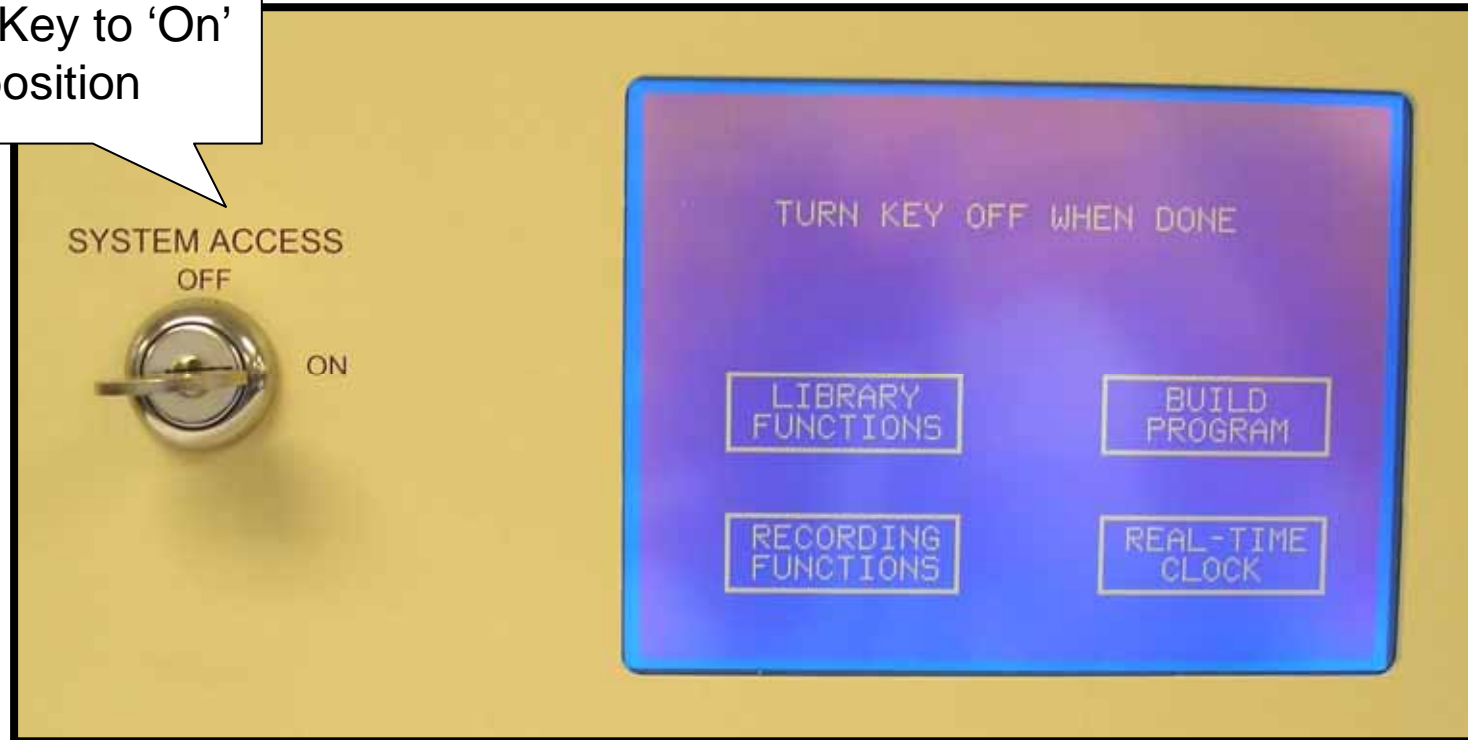 Key to ‘On’
position
SYSTEM ACCESS
OFF
ON
TURN KEY OFF WHEN DONE
LIBRARY
FUNCTIONS
BUILD
PROGRAM
RECORDING
FUNCTIONS
REAL-TIME
CLOCK